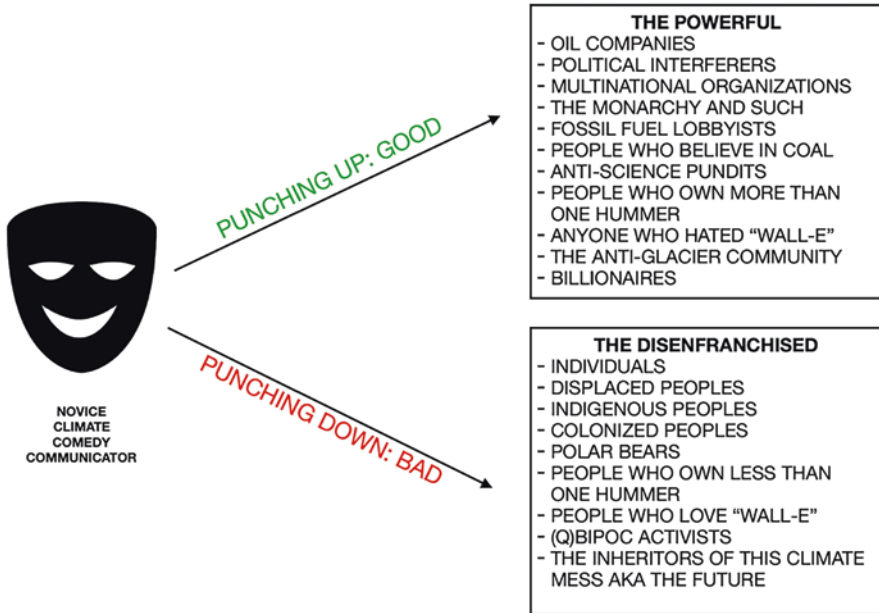 THE POWERFUL
- OIL COMPANIES
- POLITICAL INTERFERERS
- MULTINATIONAL ORGANIZATIONS
- THE MONARCHY AND SUCH
- FOSSIL FUEL LOBBYISTS
- PEOPLE WHO BELIEVE IN COAL
- ANTI-SCIENCE PUNDITS
- PEOPLE WHO OWN MORE THAN
ONE HUMMER
- ANYONE WHO HATED “WALL-E”
- THE ANTI-GLACIER COMMUNITY
- BILLIONAIRES
PUNCHING UP: GOOD
NOVICE
CLIMATE
COMEDY
COMMUNICATOR
PUNCHING DOWN: BAD
THE DISENFRANCHISED
- INDIVIDUALS
- DISPLACED PEOPLES
- INDIGENOUS PEOPLES
- COLONIZED PEOPLES
- POLAR BEARS
- PEOPLE WHO OWN LESS THAN
ONE HUMMER
- PEOPLE WHO LOVE “WALL-E”
- (Q)BIPOC ACTIVISTS
- THE INHERITORS OF THIS CLIMATE
MESS AKA THE FUTURE